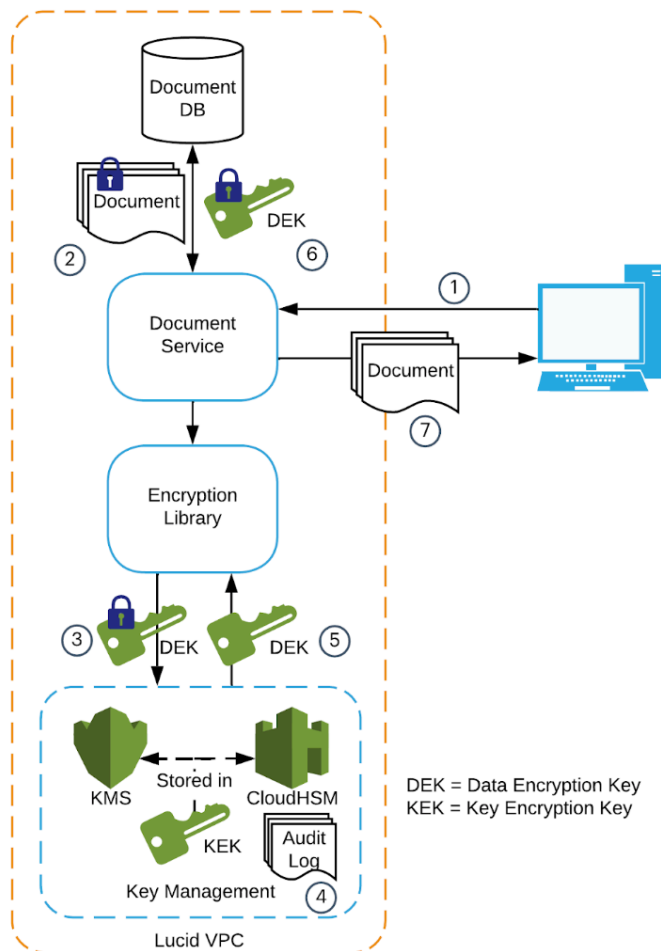 Document
DB
Document
DEK
2
6
1
Document
Service
Document
7
Encryption
Library
3
DEK
DEK
5
Stored in
KMS
CloudHSM
DEK = Data Encryption Key
KEK = Key Encryption Key
KEK
Audit
Log
Key Management
4
Lucid VPC